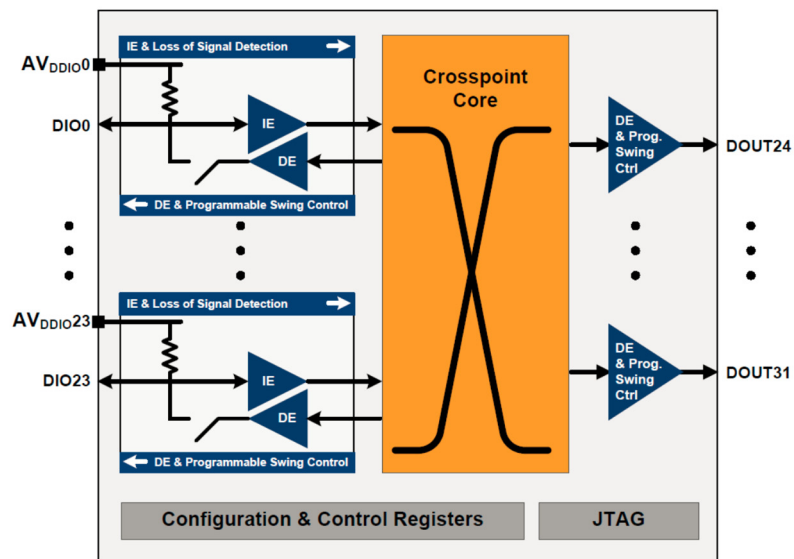 IE & Loss of Signal Detection
AVDDIO0
DIO0
IE
DE
DE & Programmable Swing Control
Crosspoint
Core
DE
& Prog.
Swing
Ctrl
DOUT24
IE & Loss of Signal Detection
AVDDIO23
DIO23
IE
DE
DE & Programmable Swing Control
DE
& Prog.
Swing
Ctrl
DOUT31
Configuration & Control Registers
JTAG